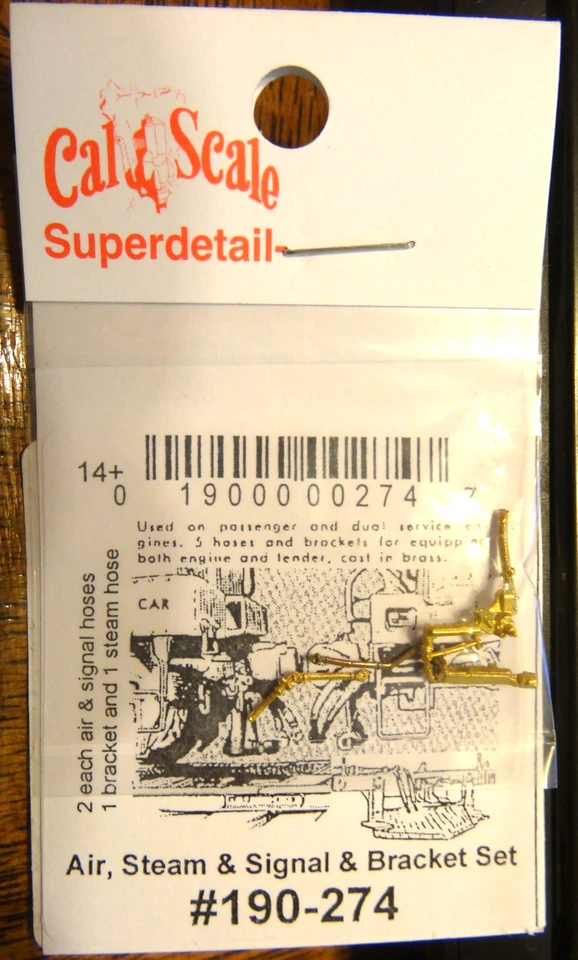 Cal Scale
Superdetail-
14+
0 19000 00274 7
Used on passenger and dual service en
gines. 5 hoses and brackets for equipping
both engine and tender, cast in brass.
2 each air & signal hoses
1 bracket and 1 steam hose
CAR
Air, Steam & Signal & Bracket Set
#190-274